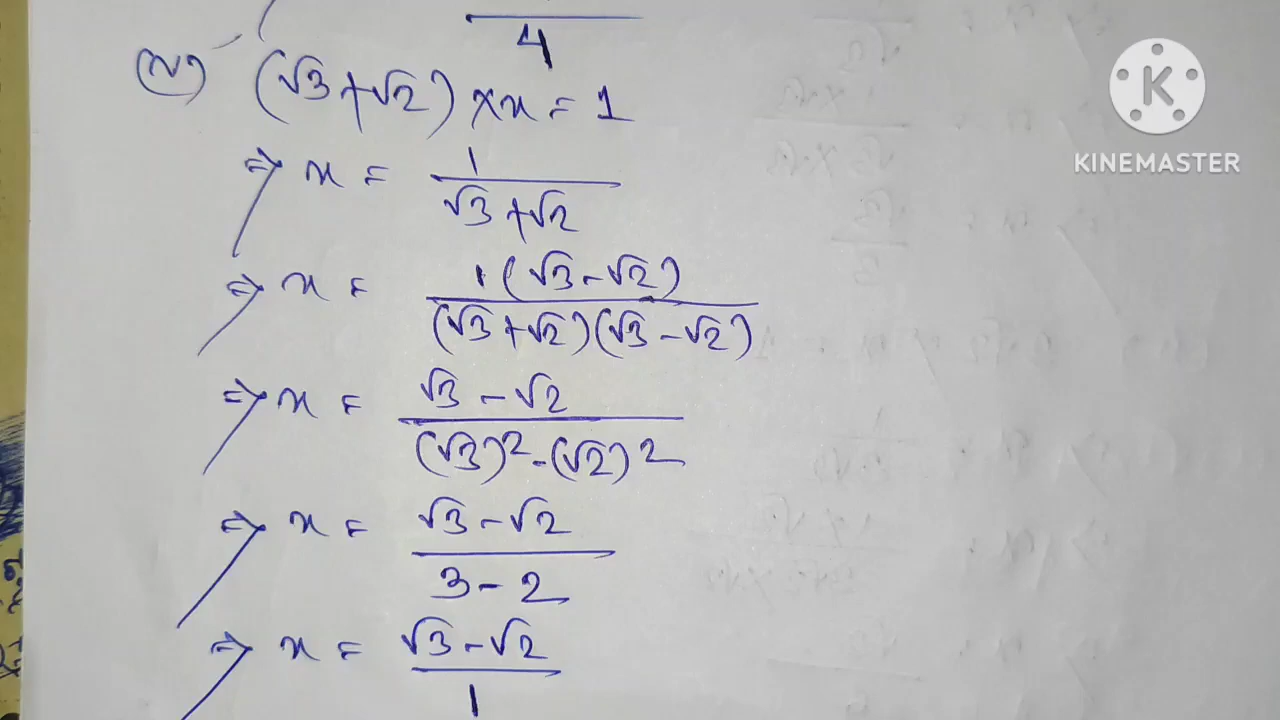 4
(√3+√2) × x = 1
K
KINEMASTER
⇒ x = 1 / √3+√2
⇒ x = 1(√3-√2) / (√3+√2)(√3-√2)
⇒ x = √3-√2 / (√3)²-(√2)²
⇒ x = √3-√2 / 3-2
⇒ x = √3-√2 / 1